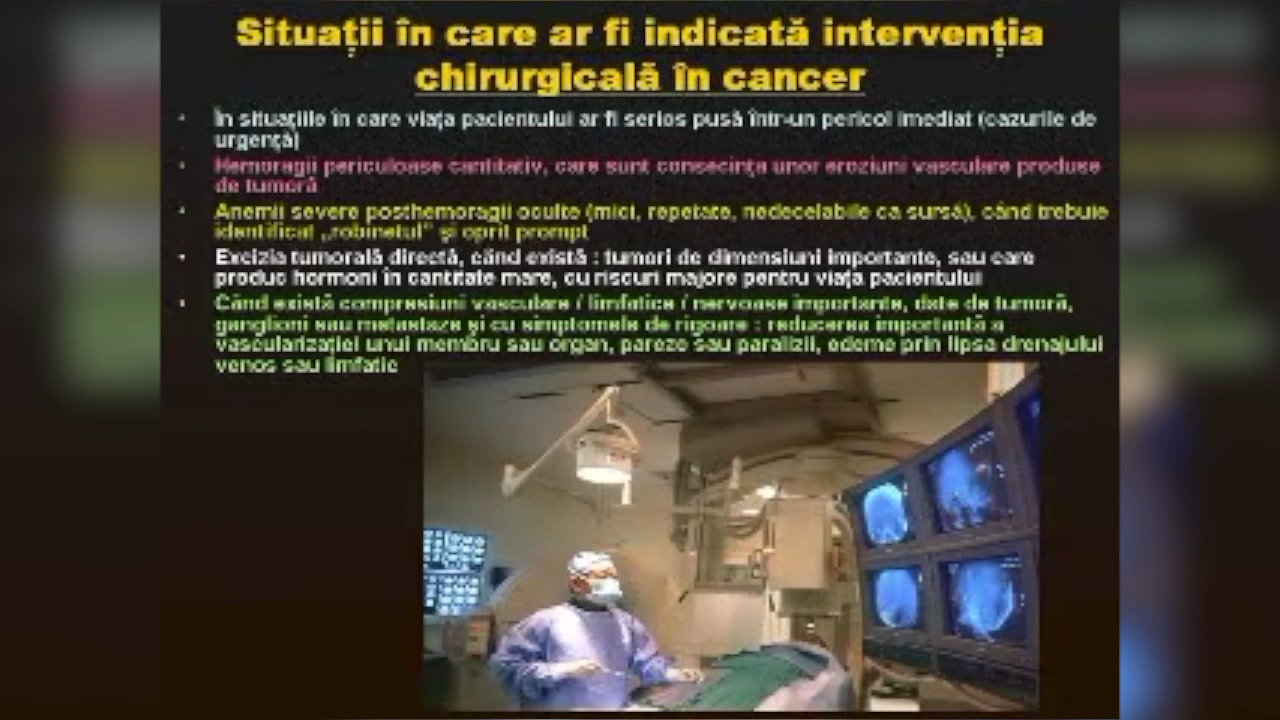 Situații în care ar fi indicată intervenția
chirurgicală în cancer
În situațiile în care viața pacientului ar fi serios pusă într-un pericol imediat (cazurile de
urgență)
Hemoragii periculoase cantitativ, care sunt consecința unor eroziuni vasculare produse
de tumoră
Anemii severe posthemoragii oculte (mici, repetate, nedecelabile ca sursă), când trebuie
identificat „robinetul” și oprit prompt
Excizia tumorală directă, când există : tumori de dimensiuni importante, sau care
produc hormoni în cantitate mare, cu riscuri majore pentru viața pacientului
Când există compresiuni vasculare / limfatice / nervoase importante, date de tumoră,
ganglioni sau metastaze și cu simptomele de rigoare : reducerea importantă a
vascularizației unui membru sau organ, pareze sau paralizii, edeme prin lipsa drenajului
venos sau limfatic